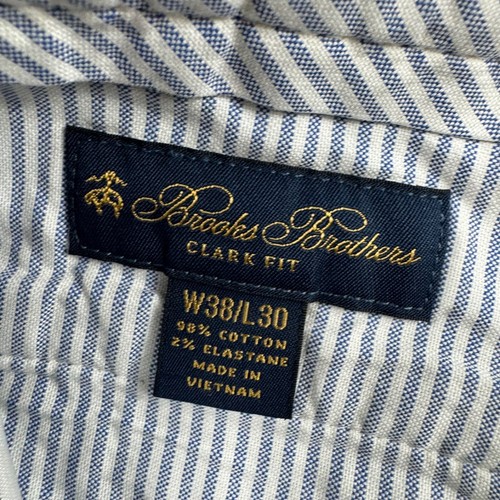 Brooks Brothers
CLARK FIT
W38/L30
98% COTTON
2% ELASTANE
MADE IN
VIETNAM